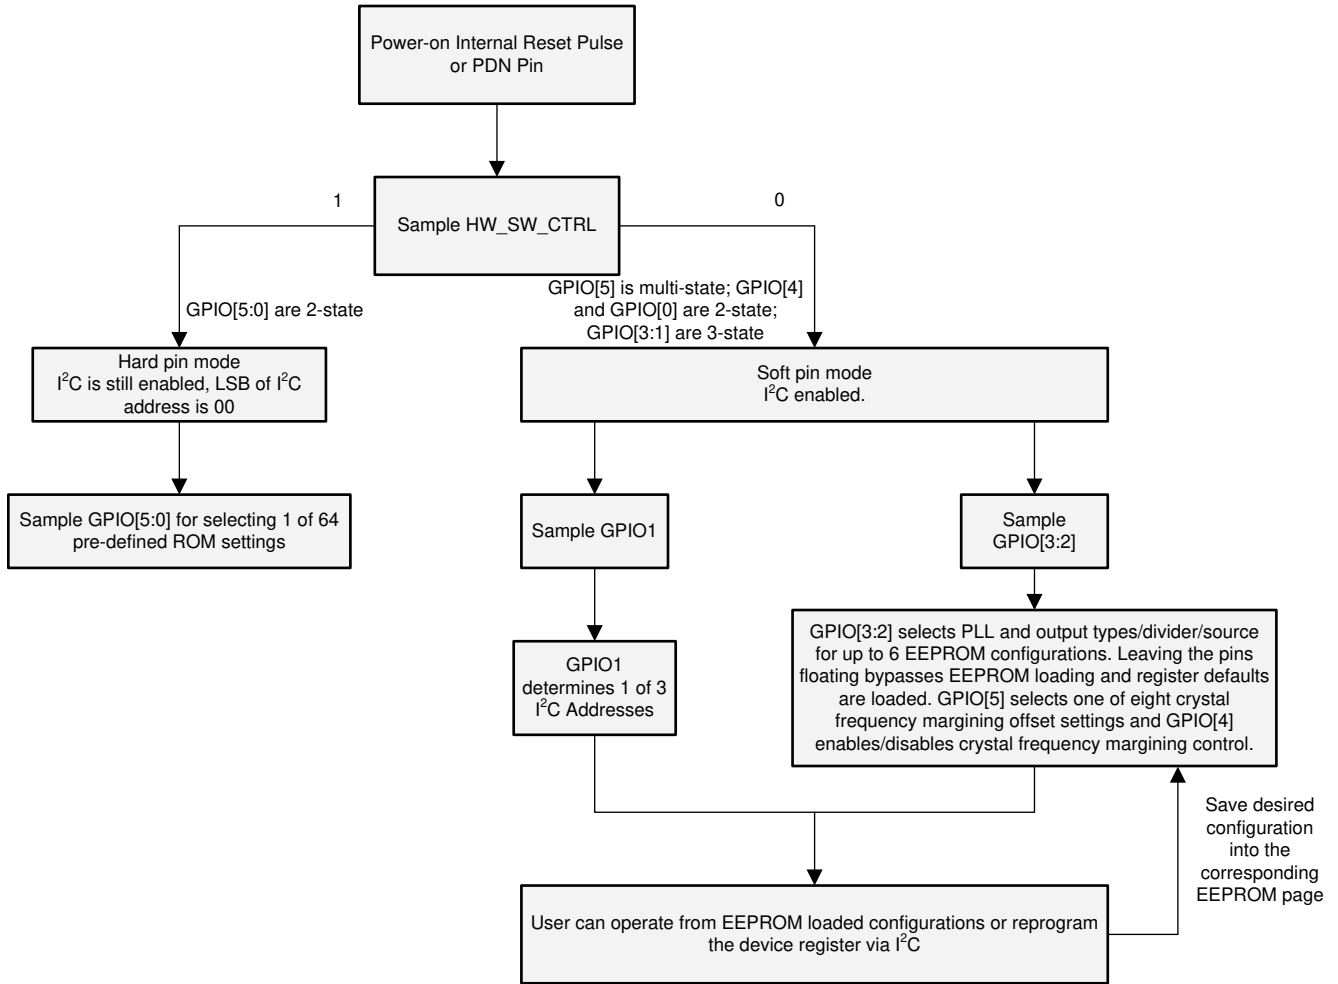 Power-on Internal Reset Pulse
or PDN Pin
1
0
Sample HW_SW_CTRL
GPIO[5:0] are 2-state
GPIO[5] is multi-state; GPIO[4]
and GPIO[0] are 2-state;
GPIO[3:1] are 3-state
Hard pin mode
I²C is still enabled, LSB of I²C
address is 00
Soft pin mode
I²C enabled.
Sample GPIO[5:0] for selecting 1 of 64
pre-defined ROM settings
Sample GPIO1
Sample
GPIO[3:2]
GPIO1
determines 1 of 3
I²C Addresses
GPIO[3:2] selects PLL and output types/divider/source
for up to 6 EEPROM configurations. Leaving the pins
floating bypasses EEPROM loading and register defaults
are loaded. GPIO[5] selects one of eight crystal
frequency margining offset settings and GPIO[4]
enables/disables crystal frequency margining control.
Save desired
configuration
into the
corresponding
EEPROM page
User can operate from EEPROM loaded configurations or reprogram
the device register via I²C